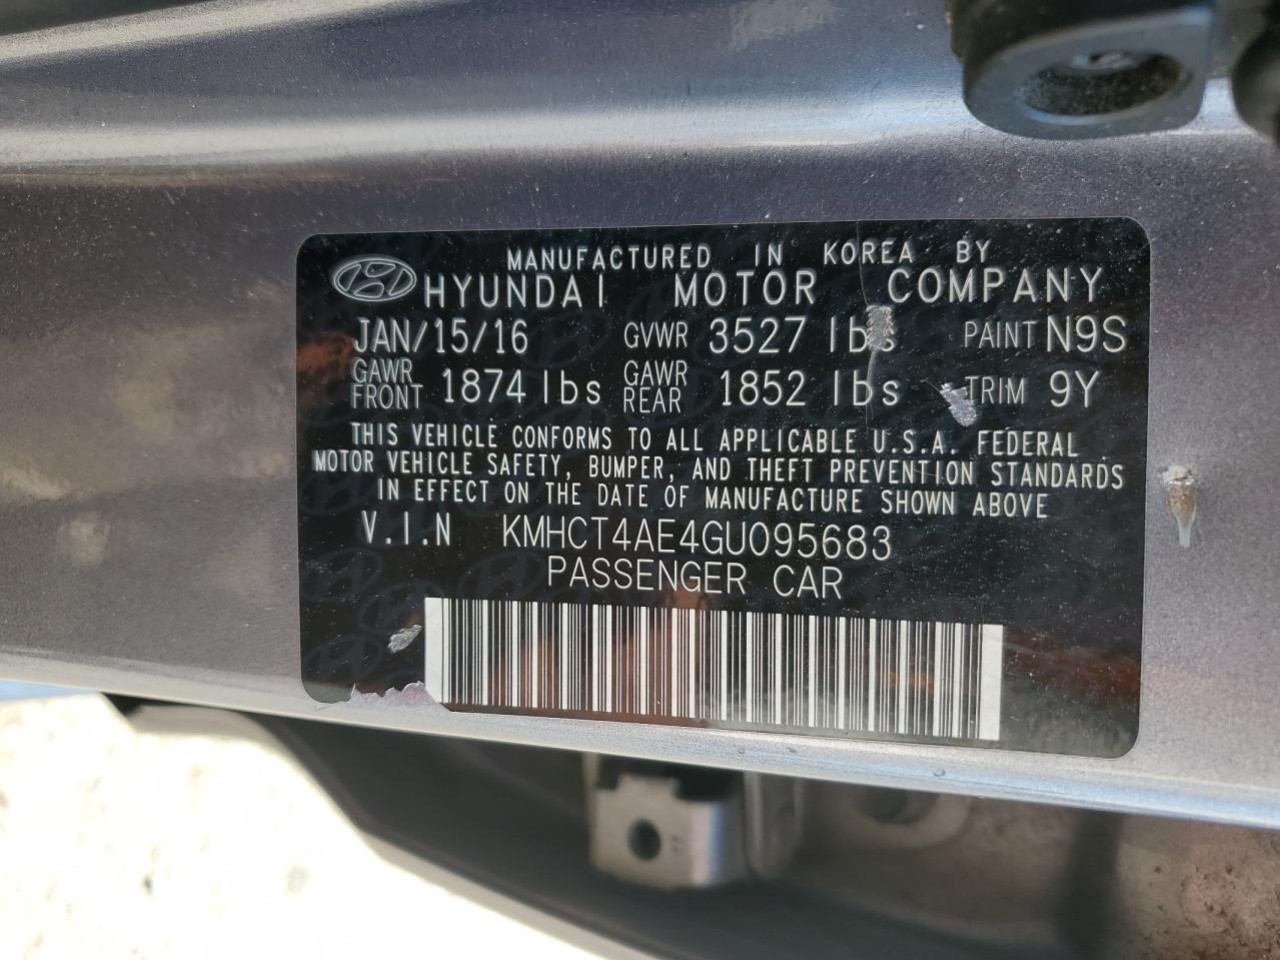 MANUFACTURED IN KOREA BY
HYUNDAI MOTOR COMPANY
JAN/15/16 GVWR 3527 lbs PAINT N9S
GAWR FRONT 1874 lbs GAWR REAR 1852 lbs TRIM 9Y
THIS VEHICLE CONFORMS TO ALL APPLICABLE U.S.A. FEDERAL
MOTOR VEHICLE SAFETY, BUMPER, AND THEFT PREVENTION STANDARDS
IN EFFECT ON THE DATE OF MANUFACTURE SHOWN ABOVE
V.I.N KMHCT4AE4GU095683
PASSENGER CAR